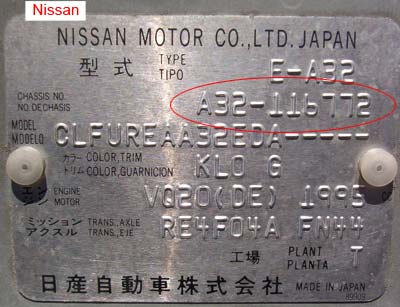 Nissan
NISSAN MOTOR CO., LTD. JAPAN
型式 TYPE TIPO E-A32
CHASSIS NO. NO. DECHASIS A32-116772
MODEL MODELO CLFUREAA32EDA-----
カラー COLOR, TRIM
トリム COLOR, GUARNICION KL0 G
エンジン ENGINE MOTOR VQ20(DE) 1995
ミッション TRANS., AXLE
アクスル TRANS., EJE RE4F04A FN44
工場 PLANT PLANTA T
日産自動車株式会社 MADE IN JAPAN